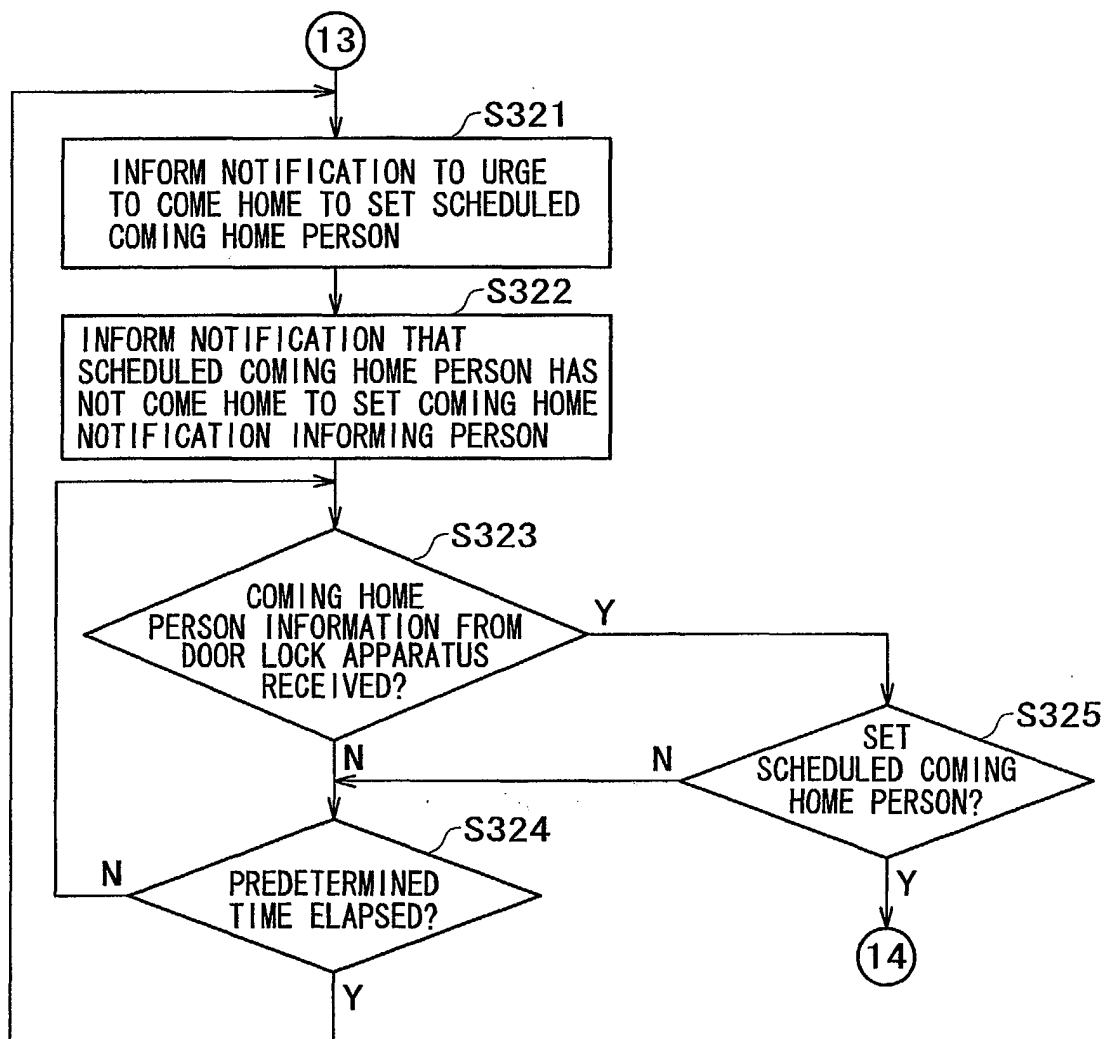 13
S321
INFORM NOTIFICATION TO URGE
TO COME HOME TO SET SCHEDULED
COMING HOME PERSON
S322
INFORM NOTIFICATION THAT
SCHEDULED COMING HOME PERSON HAS
NOT COME HOME TO SET COMING HOME
NOTIFICATION INFORMING PERSON
S323
COMING HOME
PERSON INFORMATION FROM
DOOR LOCK APPARATUS
RECEIVED?
Y
N
S325
SET
SCHEDULED COMING
HOME PERSON?
N
Y
14
S324
PREDETERMINED
TIME ELAPSED?
N
Y